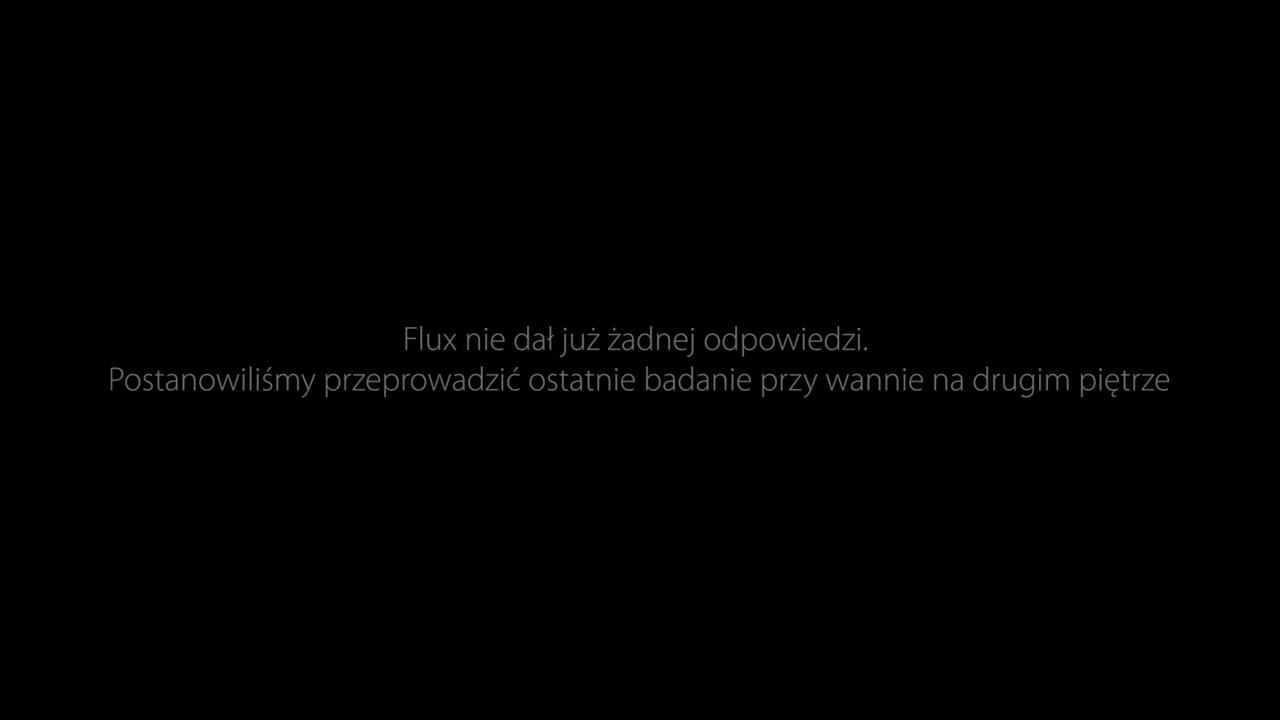 Flux nie dał już żadnej odpowiedzi.
Postanowiliśmy przeprowadzić ostatnie badanie przy wannie na drugim piętrze